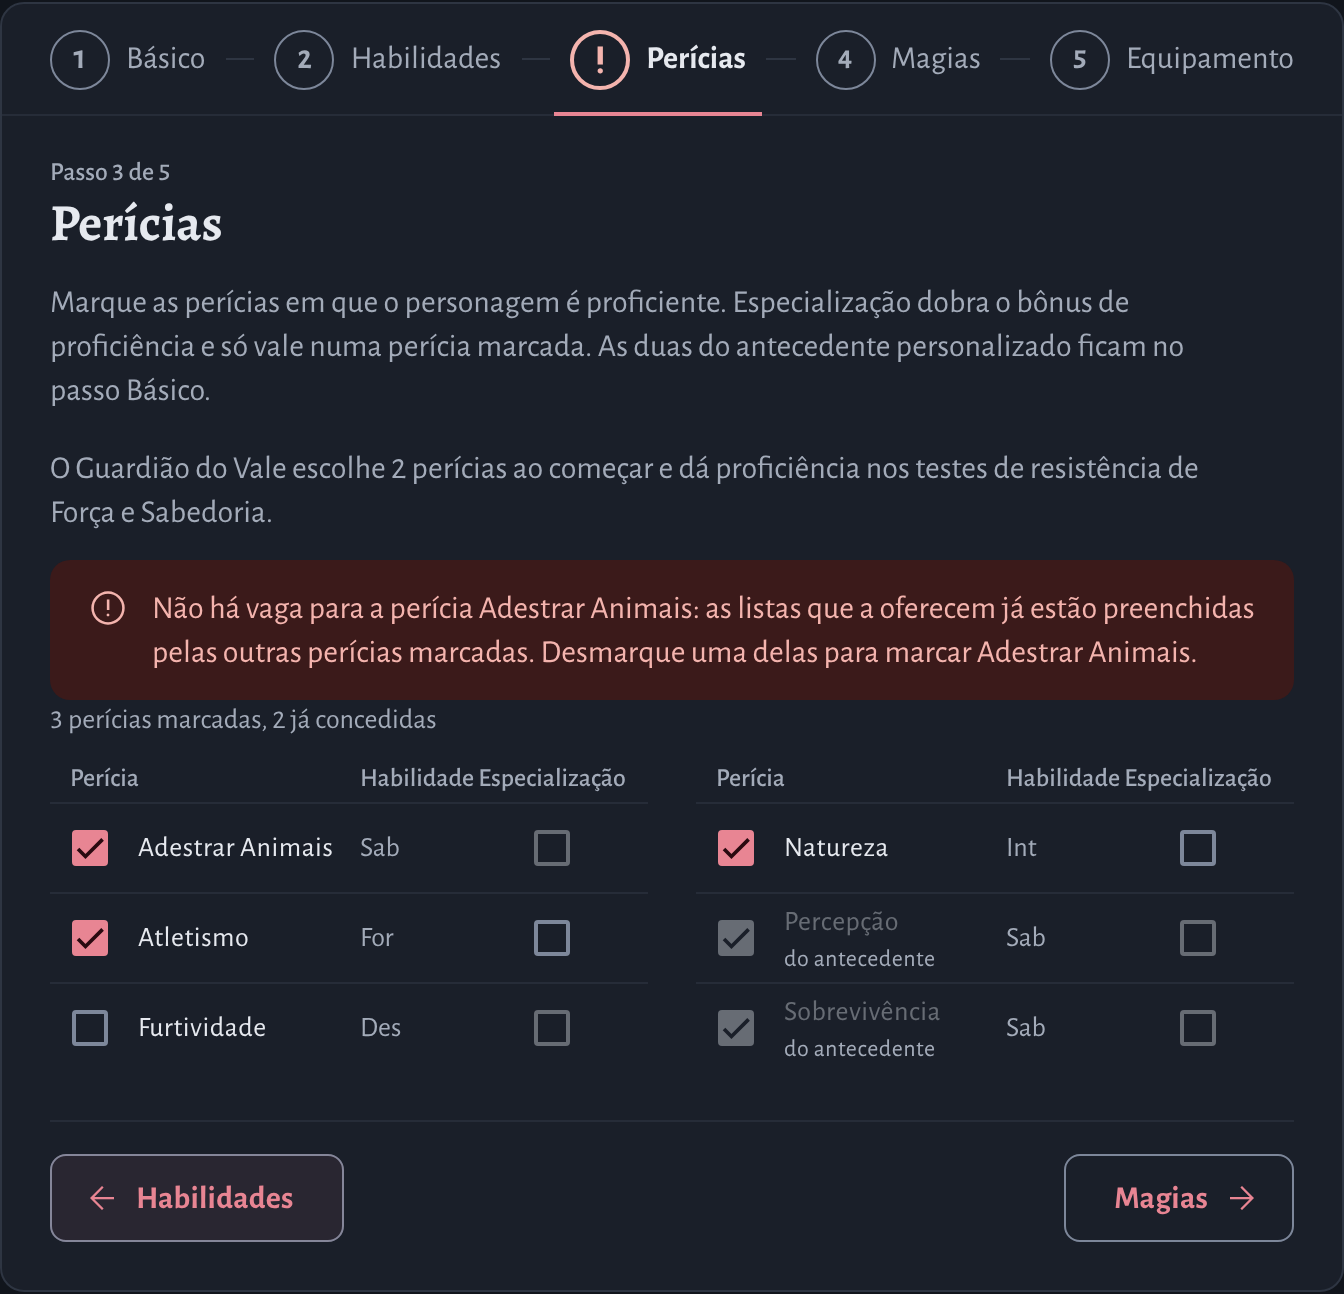 1 Básico 2 Habilidades ! Perícias 4 Magias 5 Equipamento
Passo 3 de 5
Perícias
Marque as perícias em que o personagem é proficiente. Especialização dobra o bônus de
proficiência e só vale numa perícia marcada. As duas do antecedente personalizado ficam no
passo Básico.
O Guardião do Vale escolhe 2 perícias ao começar e dá proficiência nos testes de resistência de
Força e Sabedoria.
Não há vaga para a perícia Adestrar Animais: as listas que a oferecem já estão preenchidas
pelas outras perícias marcadas. Desmarque uma delas para marcar Adestrar Animais.
3 perícias marcadas, 2 já concedidas
Perícia Habilidade Especialização
Adestrar Animais Sab
Atletismo For
Furtividade Des
Perícia Habilidade Especialização
Natureza Int
Percepção
do antecedente
Sab
Sobrevivência
do antecedente
Sab
← Habilidades
Magias →